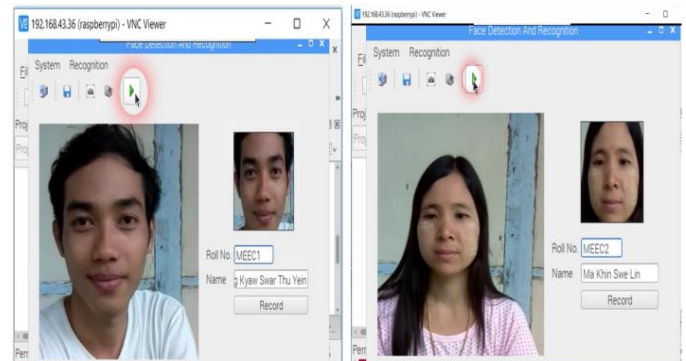 192.168.43.36 (raspberrypi) - VNC Viewer
Face Detection And Recognition
System Recognition
Roll No. MEEC1
Name g Kyaw Swar Thu Yein
Record
192.168.43.36 (raspberrypi) - VNC Viewer
Face Detection And Recognition
System Recognition
Roll No. MEEC2
Name Ma Khin Swe Lin
Record